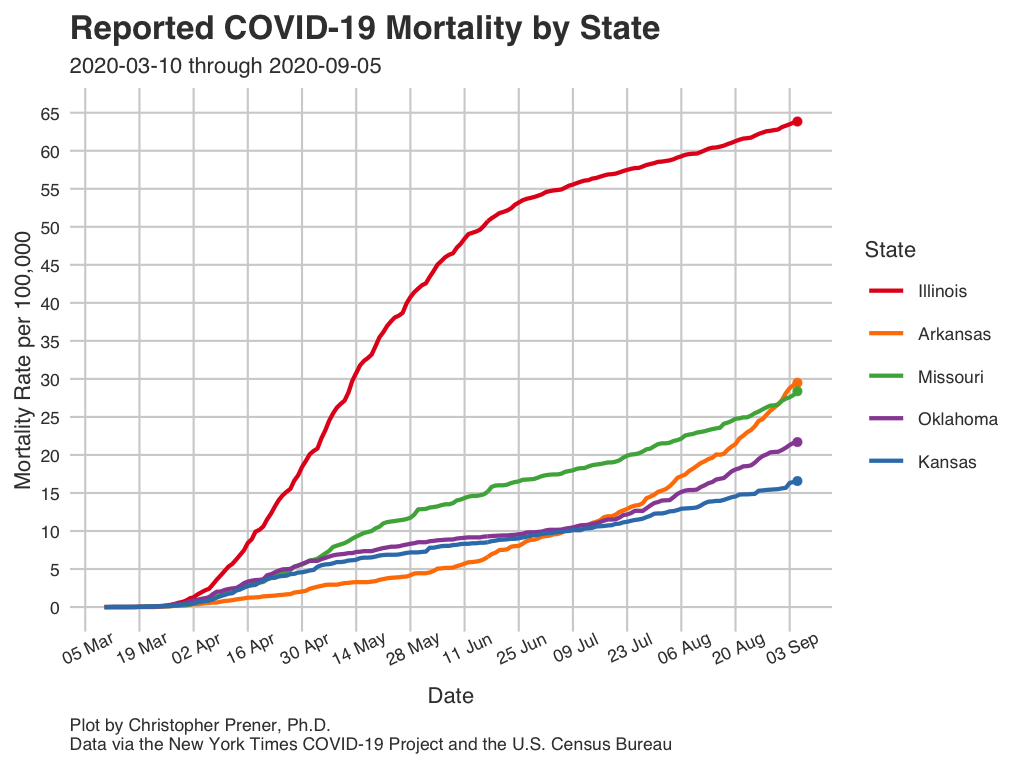 Reported COVID-19 Mortality by State
2020-03-10 through 2020-09-05
Mortality Rate per 100,000
65
60
55
50
45
40
35
30
25
20
15
10
5
0
05 Mar
19 Mar
02 Apr
16 Apr
30 Apr
14 May
28 May
11 Jun
25 Jun
09 Jul
23 Jul
06 Aug
20 Aug
03 Sep
Date
State
Illinois
Arkansas
Missouri
Oklahoma
Kansas
Plot by Christopher Prener, Ph.D.
Data via the New York Times COVID-19 Project and the U.S. Census Bureau